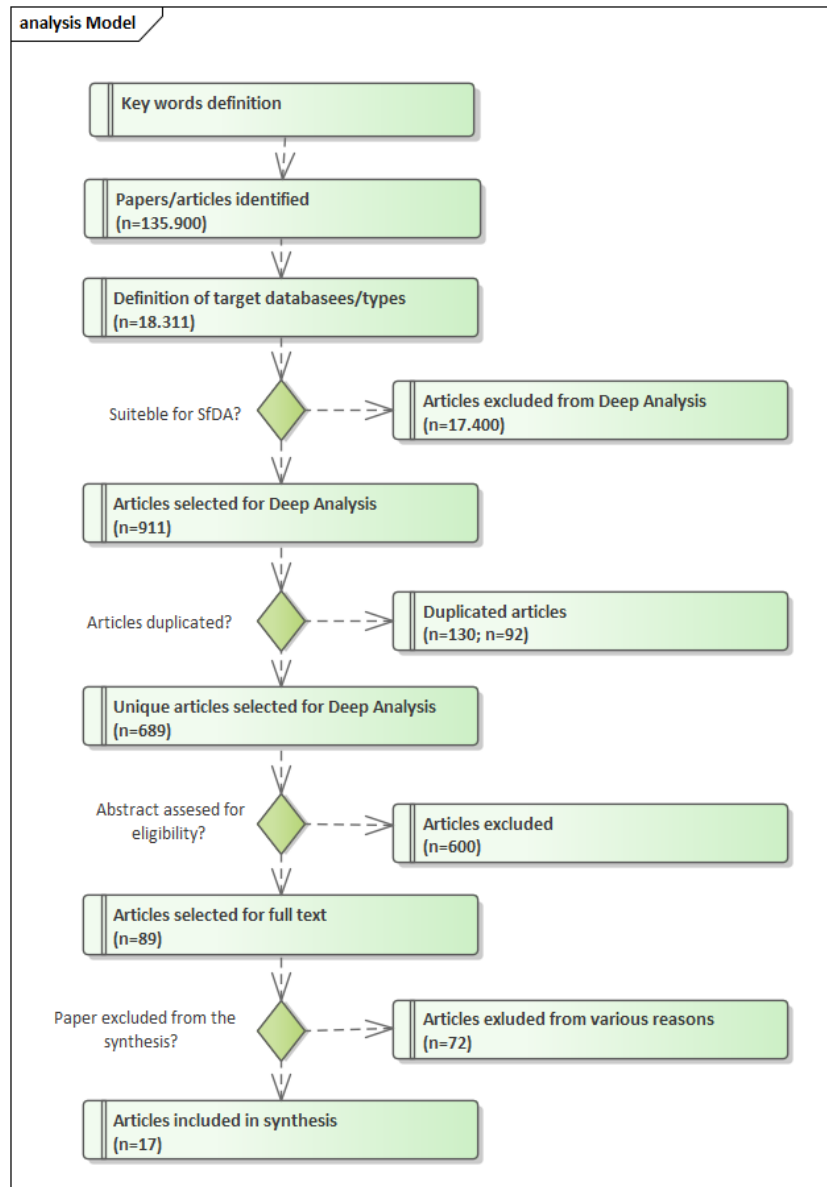 analysis Model
Key words definition
Papers/articles identified
(n=135.900)
Definition of target databasees/types
(n=18.311)
Suiteble for SfDA?
Articles excluded from Deep Analysis
(n=17.400)
Articles selected for Deep Analysis
(n=911)
Articles duplicated?
Duplicated articles
(n=130; n=92)
Unique articles selected for Deep Analysis
(n=689)
Abstract assesed for
eligibility?
Articles excluded
(n=600)
Articles selected for full text
(n=89)
Paper excluded from the
synthesis?
Articles exluded from various reasons
(n=72)
Articles included in synthesis
(n=17)